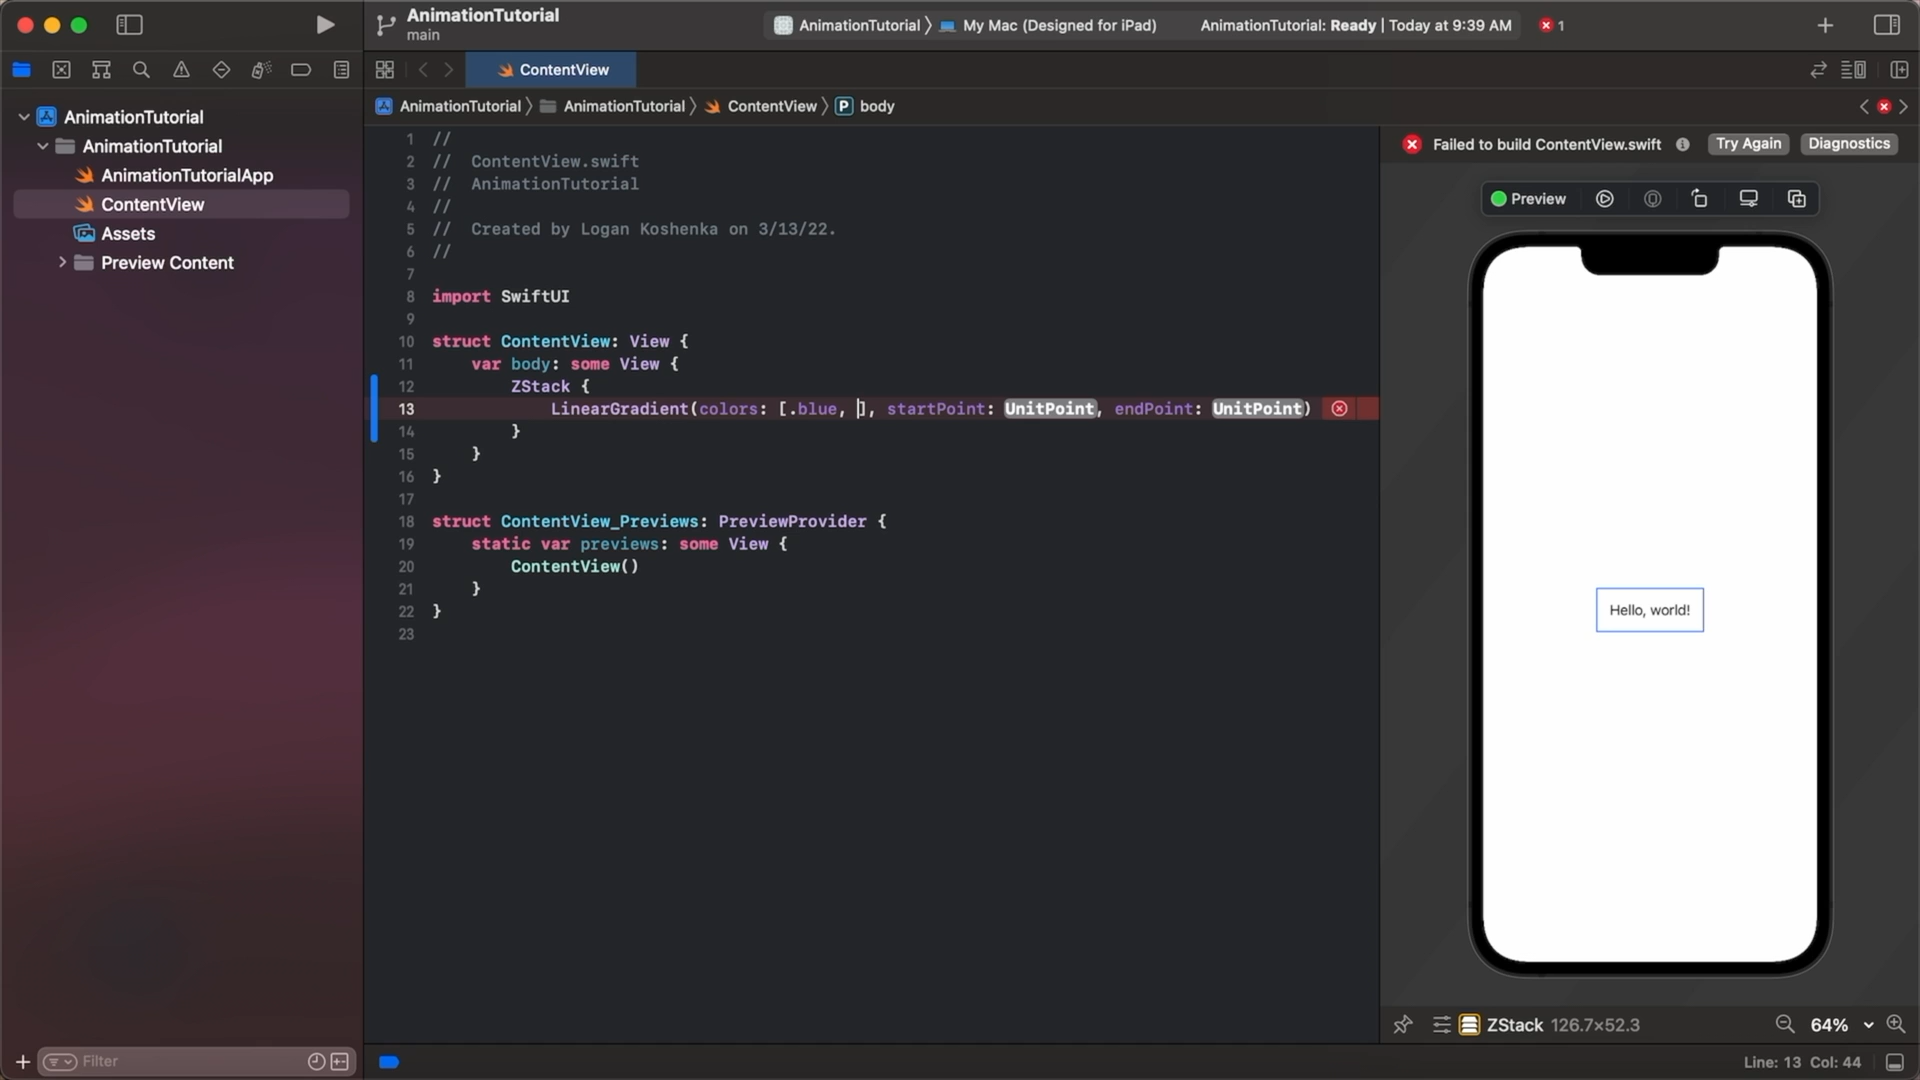 AnimationTutorial
main
AnimationTutorial 〉 My Mac (Designed for iPad)
AnimationTutorial: Ready | Today at 9:39 AM
1
ContentView
AnimationTutorial 〉 AnimationTutorial 〉 ContentView 〉 P body
AnimationTutorial
AnimationTutorial
AnimationTutorialApp
ContentView
Assets
Preview Content
1 //
2 //  ContentView.swift
3 //  AnimationTutorial
4 //
5 //  Created by Logan Koshenka on 3/13/22.
6 //
7
8 import SwiftUI
9
10 struct ContentView: View {
11     var body: some View {
12         ZStack {
13             LinearGradient(colors: [.blue, ], startPoint: UnitPoint, endPoint: UnitPoint)
14         }
15     }
16 }
17
18 struct ContentView_Previews: PreviewProvider {
19     static var previews: some View {
20         ContentView()
21     }
22 }
23
Failed to build ContentView.swift
Try Again
Diagnostics
Preview
Hello, world!
ZStack 126.7×52.3
64%
Filter
Line: 13 Col: 44